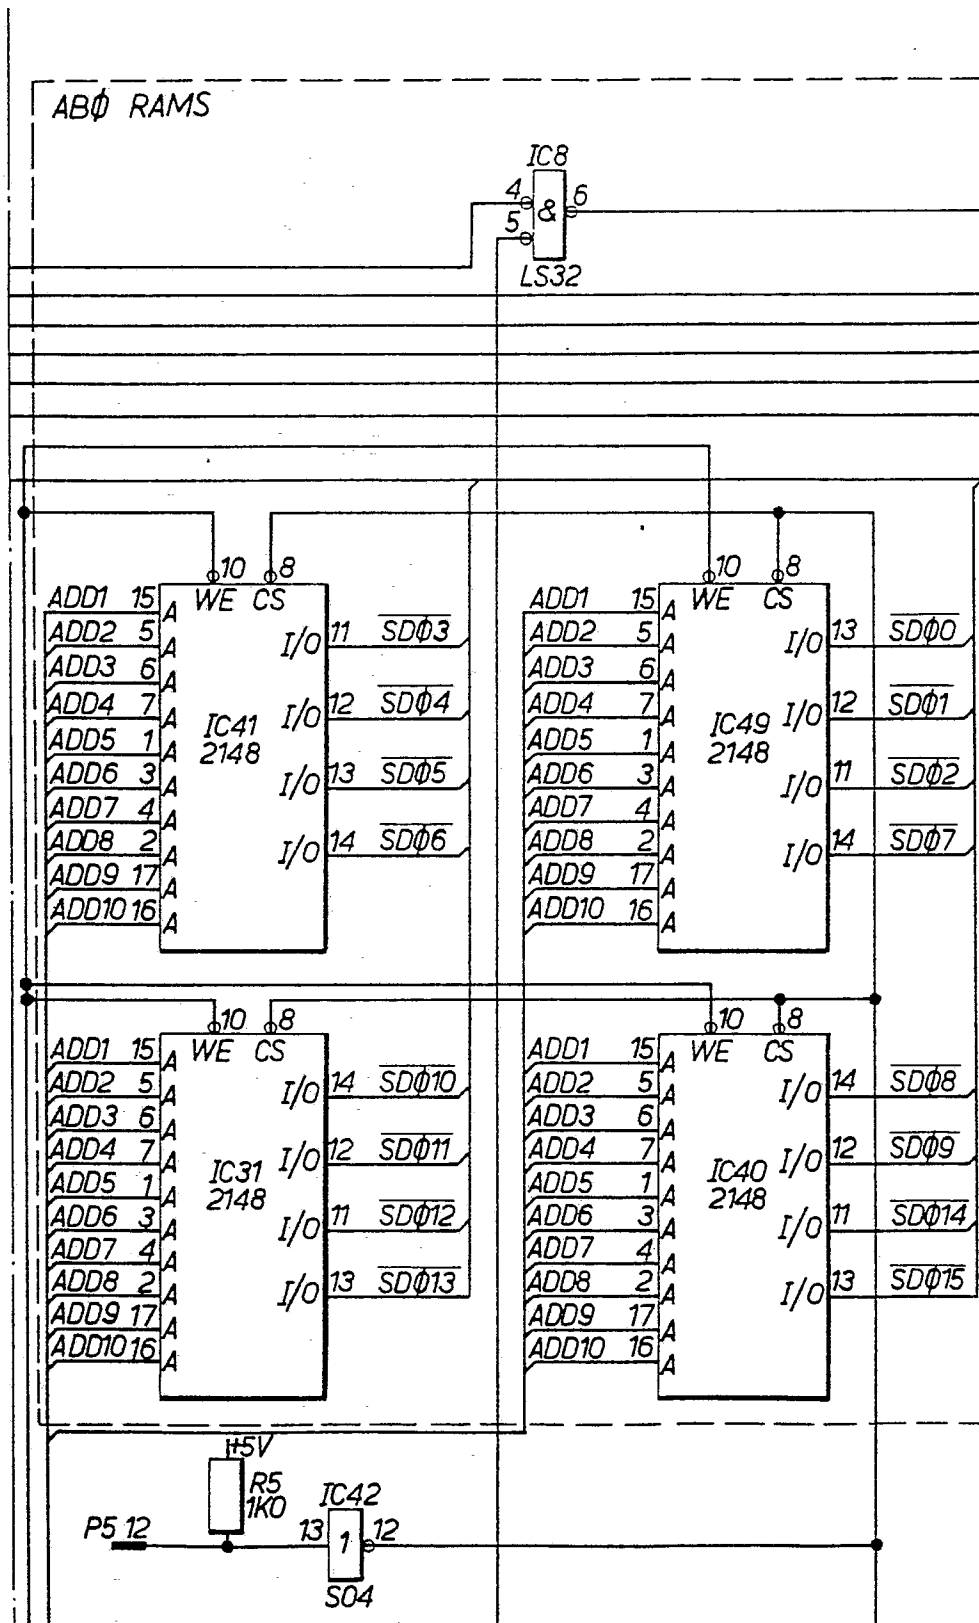 ABØ RAMS
IC8
4
5
&
6
LS32
10 8
WE CS
ADD1 15 A
ADD2 5 A
ADD3 6 A
ADD4 7 A
ADD5 1 A
ADD6 3 A
ADD7 4 A
ADD8 2 A
ADD9 17 A
ADD10 16 A
IC41
2148
I/O 11 SDØ3
I/O 12 SDØ4
I/O 13 SDØ5
I/O 14 SDØ6
10 8
WE CS
ADD1 15 A
ADD2 5 A
ADD3 6 A
ADD4 7 A
ADD5 1 A
ADD6 3 A
ADD7 4 A
ADD8 2 A
ADD9 17 A
ADD10 16 A
IC49
2148
I/O 13 SDØ0
I/O 12 SDØ1
I/O 11 SDØ2
I/O 14 SDØ7
10 8
WE CS
ADD1 15 A
ADD2 5 A
ADD3 6 A
ADD4 7 A
ADD5 1 A
ADD6 3 A
ADD7 4 A
ADD8 2 A
ADD9 17 A
ADD10 16 A
IC31
2148
I/O 14 SDØ10
I/O 12 SDØ11
I/O 11 SDØ12
I/O 13 SDØ13
10 8
WE CS
ADD1 15 A
ADD2 5 A
ADD3 6 A
ADD4 7 A
ADD5 1 A
ADD6 3 A
ADD7 4 A
ADD8 2 A
ADD9 17 A
ADD10 16 A
IC40
2148
I/O 14 SDØ8
I/O 12 SDØ9
I/O 11 SDØ14
I/O 13 SDØ15
+5V
R5
1K0
IC42
P5 12
13 1 12
S04